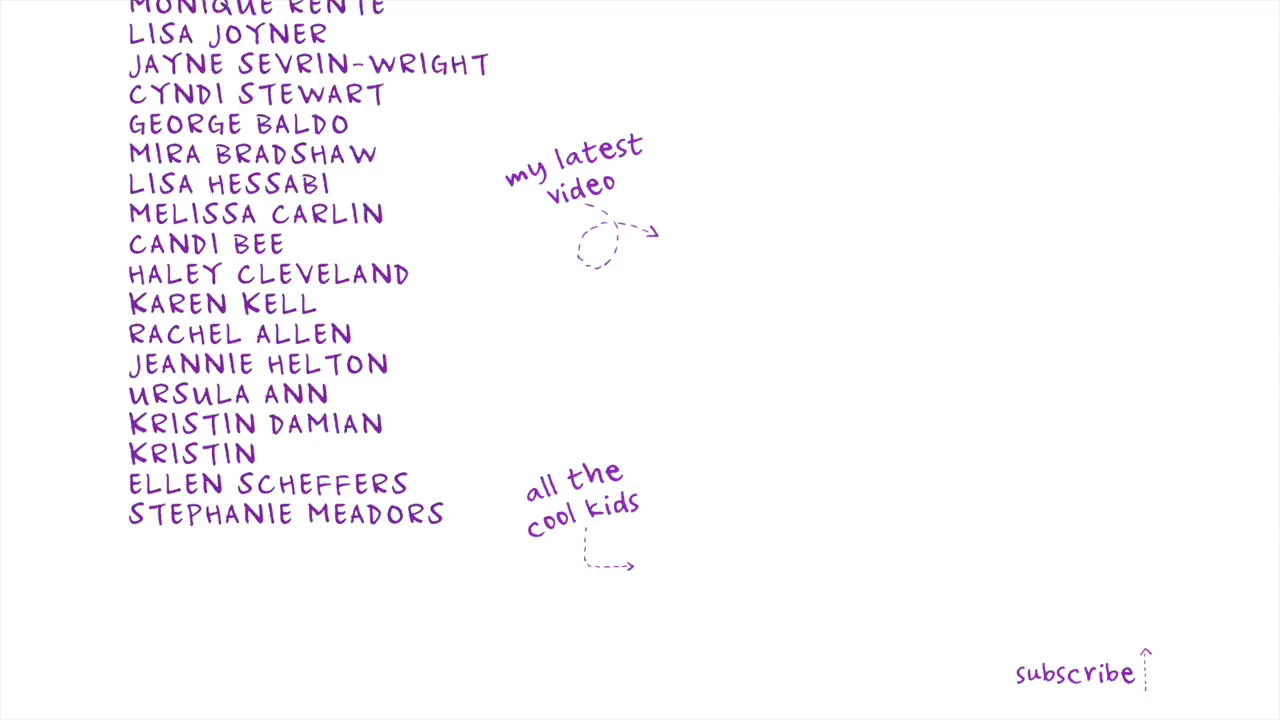 MONIQUE RENTE
LISA JOYNER
JAYNE SEVRIN-WRIGHT
CYNDI STEWART
GEORGE BALDO
MIRA BRADSHAW
LISA HESSABI
MELISSA CARLIN
CANDI BEE
HALEY CLEVELAND
KAREN KELL
RACHEL ALLEN
JEANNIE HELTON
URSULA ANN
KRISTIN DAMIAN
KRISTIN
ELLEN SCHEFFERS
STEPHANIE MEADORS
my latest
video
all the
cool kids
subscribe